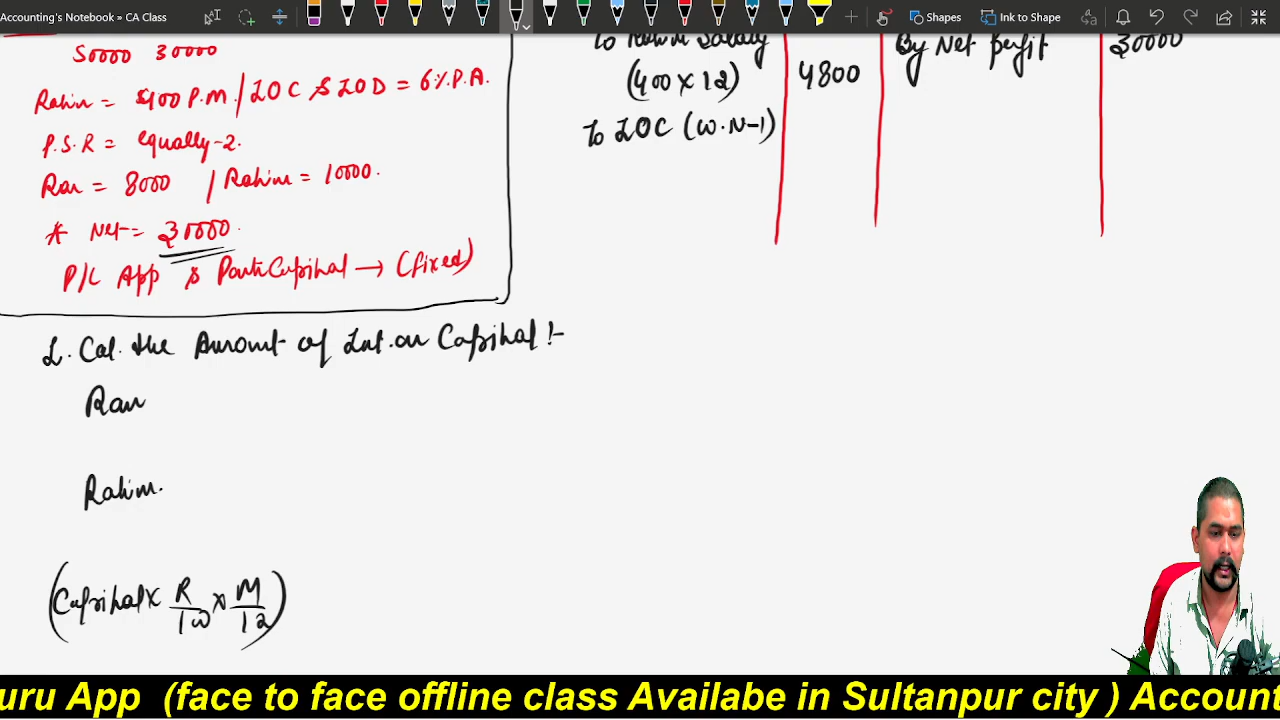 Accounting's Notebook » CA Class
Shapes
Ink to Shape
50000 30000
Rahim = 400 P.M / IOC & IOD = 6% P.A.
P.S.R = equally-2.
Ram = 8000 / Rahim = 10000.
* Net = 30000.
P/L App & Part Capital → (fixed)
To Rahim Salary
(400 × 12) 4800
To IOC (W.N-1)
By Net Profit 30000
1. Cal. the Amount of Int. on Capital :-
Ram
Rahim.
(Capital × R/100 × M/12)
uru App (face to face offline class Availabe in Sultanpur city ) Account